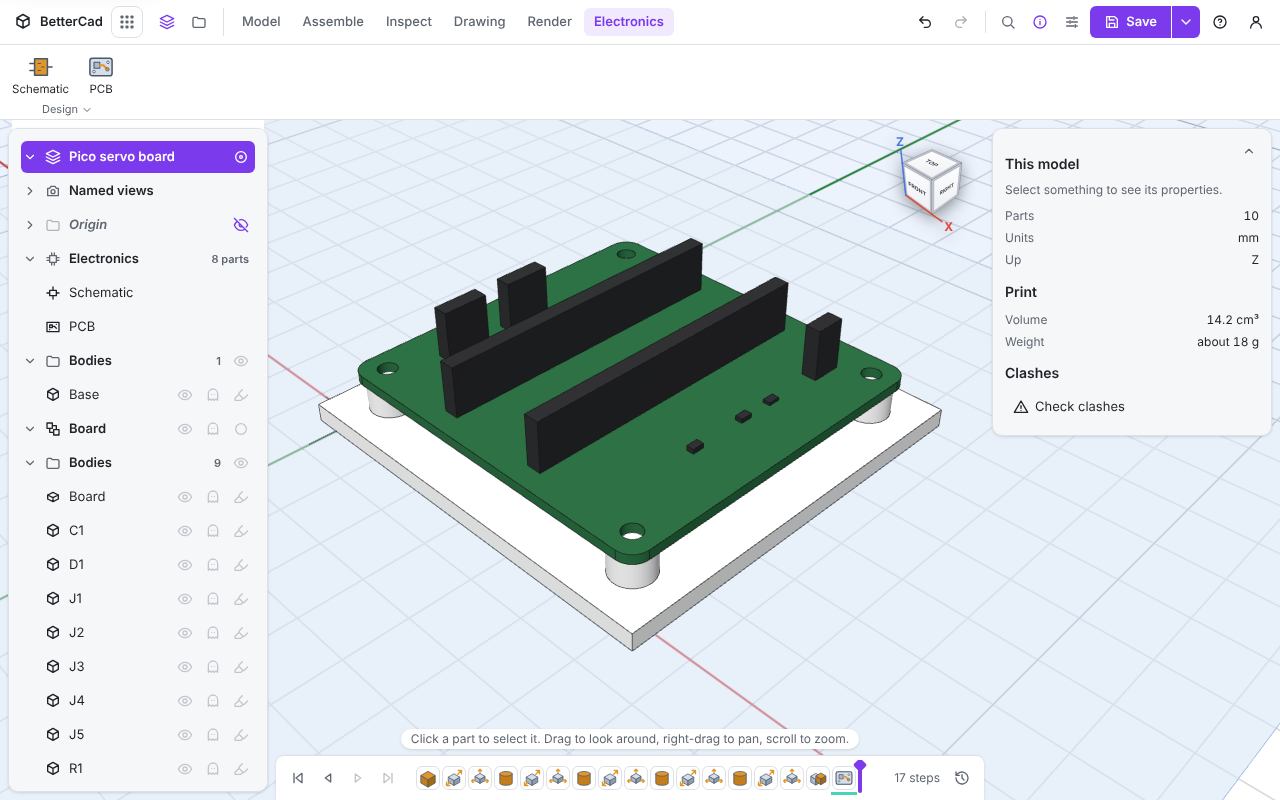 BetterCad
Model
Assemble
Inspect
Drawing
Render
Electronics
Save
Schematic
PCB
Design
Pico servo board
Named views
Origin
Electronics
8 parts
Schematic
PCB
Bodies
1
Base
Board
Bodies
9
Board
C1
D1
J1
J2
J3
J4
J5
R1
Z
TOP
FRONT
RIGHT
X
This model
Select something to see its properties.
Parts
10
Units
mm
Up
Z
Print
Volume
14.2 cm³
Weight
about 18 g
Clashes
Check clashes
Click a part to select it. Drag to look around, right-drag to pan, scroll to zoom.
17 steps